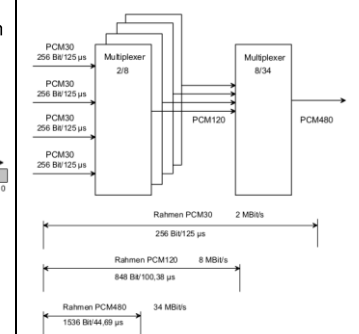 PCM30
256 Bit/125 µs
PCM30
256 Bit/125 µs
PCM30
256 Bit/125 µs
PCM30
256 Bit/125 µs
Multiplexer
2/8
PCM120
Multiplexer
8/34
PCM480
0
Rahmen PCM30 2 MBit/s
256 Bit/125 µs
Rahmen PCM120 8 MBit/s
848 Bit/100,38 µs
Rahmen PCM480 34 MBit/s
1536 Bit/44,69 µs